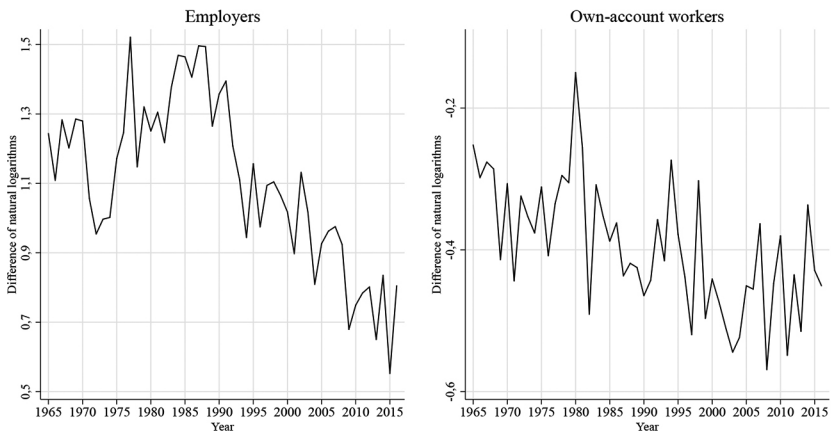 Employers
Difference of natural logarithms
1,5
1,3
1,1
0,9
0,7
0,5
1965 1970 1975 1980 1985 1990 1995 2000 2005 2010 2015
Year
Own-account workers
Difference of natural logarithms
-0,2
-0,4
-0,6
1965 1970 1975 1980 1985 1990 1995 2000 2005 2010 2015
Year